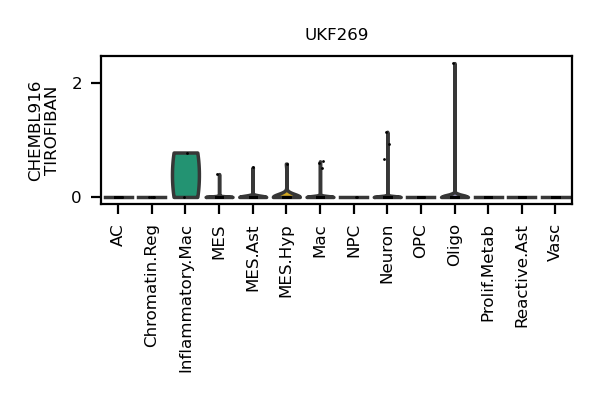 UKF269
CHEMBL916
TIROFIBAN
2
0
AC
Chromatin.Reg
Inflammatory.Mac
MES
MES.Ast
MES.Hyp
Mac
NPC
Neuron
OPC
Oligo
Prolif.Metab
Reactive.Ast
Vasc